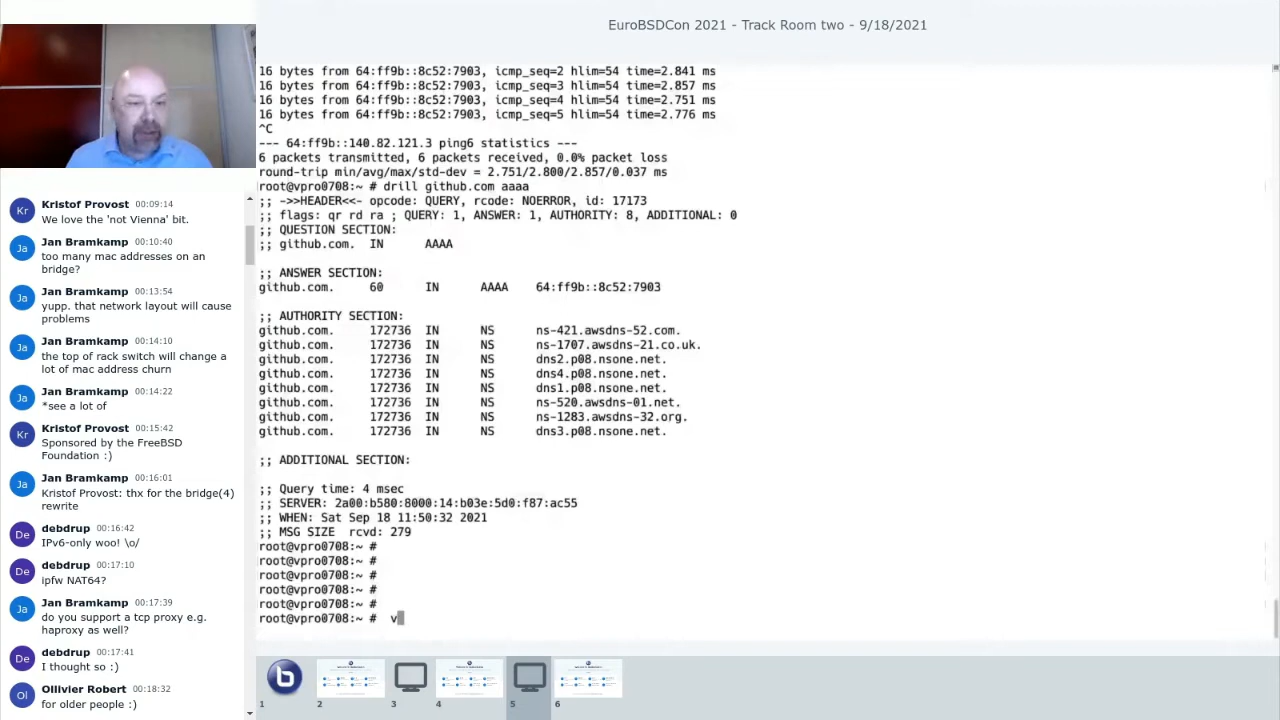 EuroBSDCon 2021 - Track Room two - 9/18/2021
Kr
Kristof Provost 00:09:14
We love the 'not Vienna' bit.
Ja
Jan Bramkamp 00:10:40
too many mac addresses on an
bridge?
Ja
Jan Bramkamp 00:13:54
yupp. that network layout will cause
problems
Ja
Jan Bramkamp 00:14:10
the top of rack switch will change a
lot of mac address churn
Ja
Jan Bramkamp 00:14:22
*see a lot of
Kr
Kristof Provost 00:15:42
Sponsored by the FreeBSD
Foundation :)
Ja
Jan Bramkamp 00:16:01
Kristof Provost: thx for the bridge(4)
rewrite
De
debdrup 00:16:42
IPv6-only woo! \o/
De
debdrup 00:17:10
ipfw NAT64?
Ja
Jan Bramkamp 00:17:39
do you support a tcp proxy e.g.
haproxy as well?
De
debdrup 00:17:41
I thought so :)
Ol
Ollivier Robert 00:18:32
for older people :)
16 bytes from 64:ff9b::8c52:7903, icmp_seq=2 hlim=54 time=2.841 ms
16 bytes from 64:ff9b::8c52:7903, icmp_seq=3 hlim=54 time=2.857 ms
16 bytes from 64:ff9b::8c52:7903, icmp_seq=4 hlim=54 time=2.751 ms
16 bytes from 64:ff9b::8c52:7903, icmp_seq=5 hlim=54 time=2.776 ms
^C
--- 64:ff9b::140.82.121.3 ping6 statistics ---
6 packets transmitted, 6 packets received, 0.0% packet loss
round-trip min/avg/max/std-dev = 2.751/2.800/2.857/0.037 ms
root@vpro0708:~ # drill github.com aaaa
;; ->>HEADER<<- opcode: QUERY, rcode: NOERROR, id: 17173
;; flags: qr rd ra ; QUERY: 1, ANSWER: 1, AUTHORITY: 8, ADDITIONAL: 0
;; QUESTION SECTION:
;; github.com. IN AAAA
;; ANSWER SECTION:
github.com. 60 IN AAAA 64:ff9b::8c52:7903
;; AUTHORITY SECTION:
github.com. 172736 IN NS ns-421.awsdns-52.com.
github.com. 172736 IN NS ns-1707.awsdns-21.co.uk.
github.com. 172736 IN NS dns2.p08.nsone.net.
github.com. 172736 IN NS dns4.p08.nsone.net.
github.com. 172736 IN NS dns1.p08.nsone.net.
github.com. 172736 IN NS ns-520.awsdns-01.net.
github.com. 172736 IN NS ns-1283.awsdns-32.org.
github.com. 172736 IN NS dns3.p08.nsone.net.
;; ADDITIONAL SECTION:
;; Query time: 4 msec
;; SERVER: 2a00:b580:8000:14:b03e:5d0:f87:ac55
;; WHEN: Sat Sep 18 11:50:32 2021
;; MSG SIZE rcvd: 279
root@vpro0708:~ #
root@vpro0708:~ #
root@vpro0708:~ #
root@vpro0708:~ #
root@vpro0708:~ #
root@vpro0708:~ # v
b
1 2 3 4 5 6